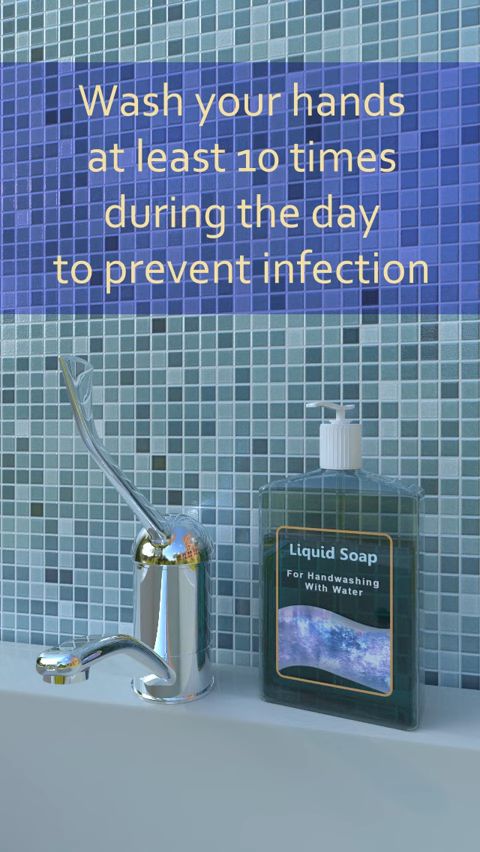 Wash your hands
at least 10 times
during the day
to prevent infection
Liquid Soap
For Handwashing
With Water